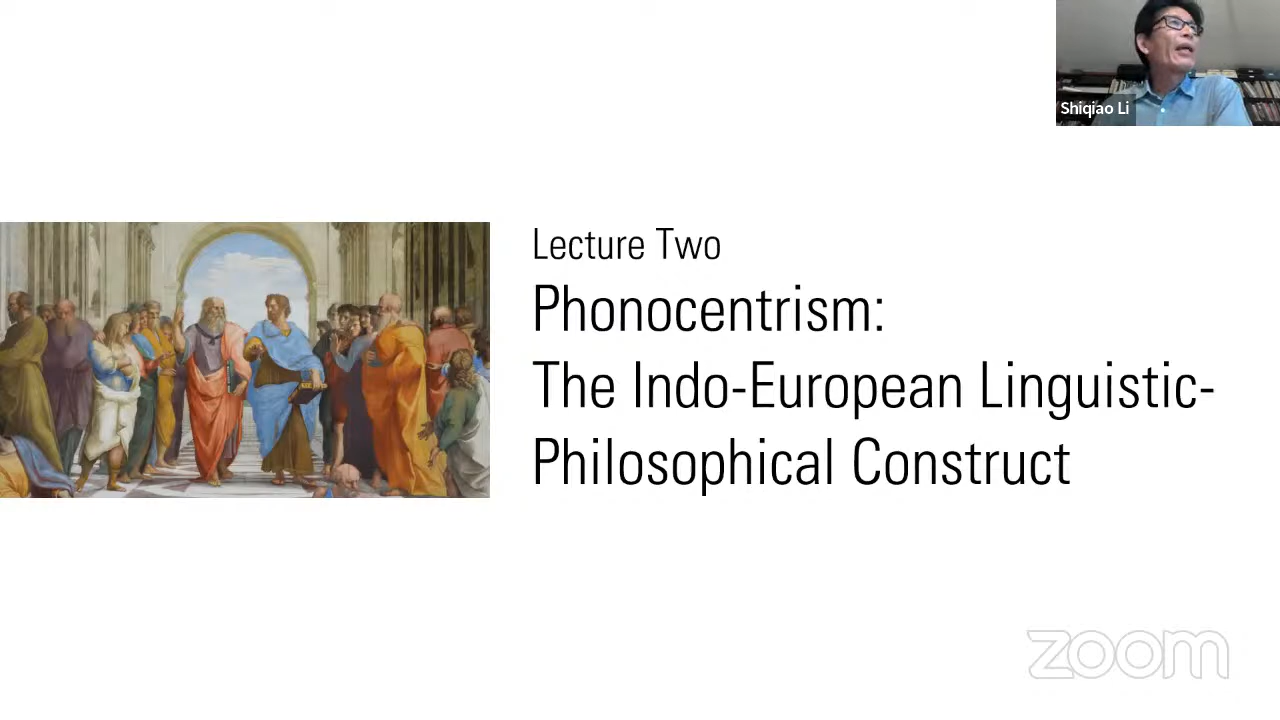 Shiqiao Li
Lecture Two
Phonocentrism:
The Indo-European Linguistic-
Philosophical Construct
zoom